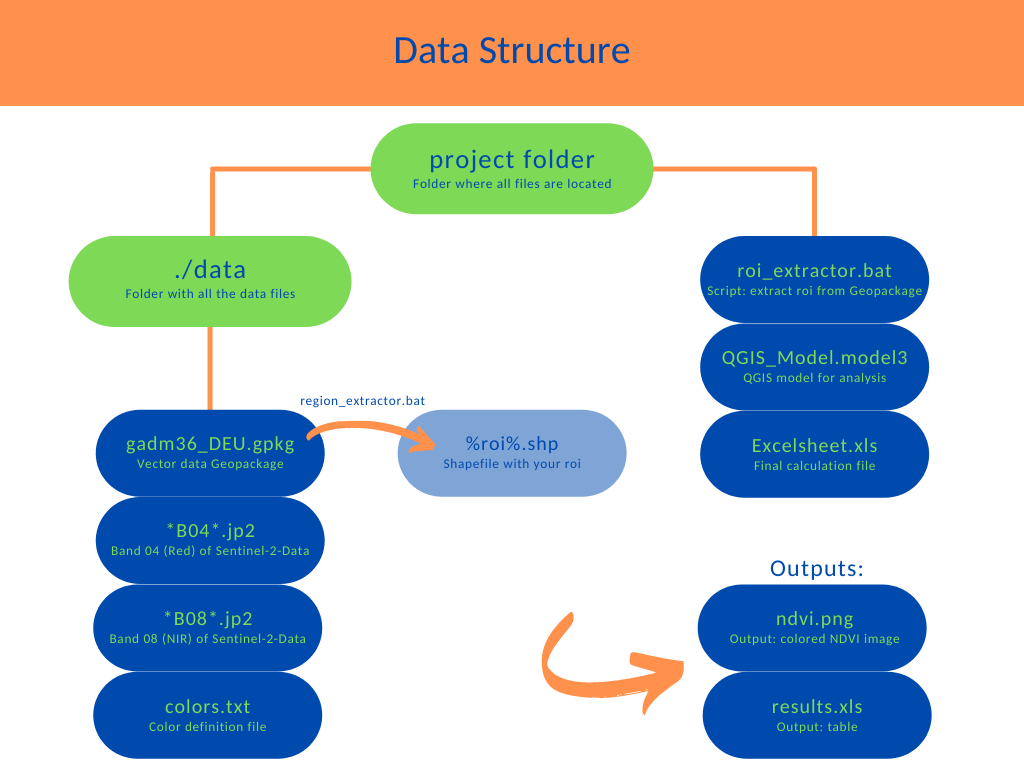 Data Structure
project folder
Folder where all files are located
./data
Folder with all the data files
roi_extractor.bat
Script: extract roi from Geopackage
QGIS_Model.model3
QGIS model for analysis
Excelsheet.xls
Final calculation file
region_extractor.bat
gadm36_DEU.gpkg
Vector data Geopackage
%roi%.shp
Shapefile with your roi
*B04*.jp2
Band 04 (Red) of Sentinel-2-Data
*B08*.jp2
Band 08 (NIR) of Sentinel-2-Data
colors.txt
Color definition file
Outputs:
ndvi.png
Output: colored NDVI image
results.xls
Output: table